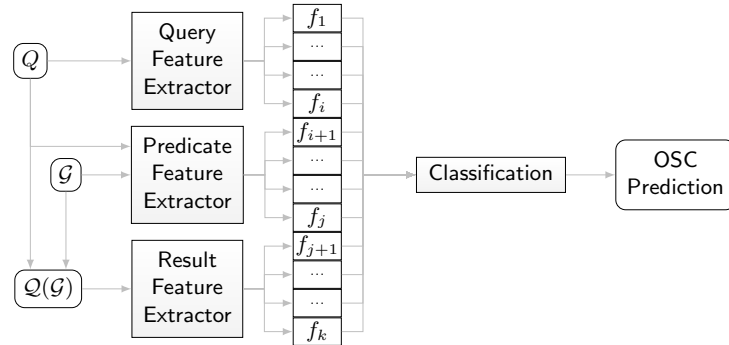 Q
𝒢
𝒬(𝒢)
Query
Feature
Extractor
Predicate
Feature
Extractor
Result
Feature
Extractor
f₁
...
...
fᵢ
fᵢ₊₁
...
...
fⱼ
fⱼ₊₁
...
...
fₖ
Classification
OSC
Prediction